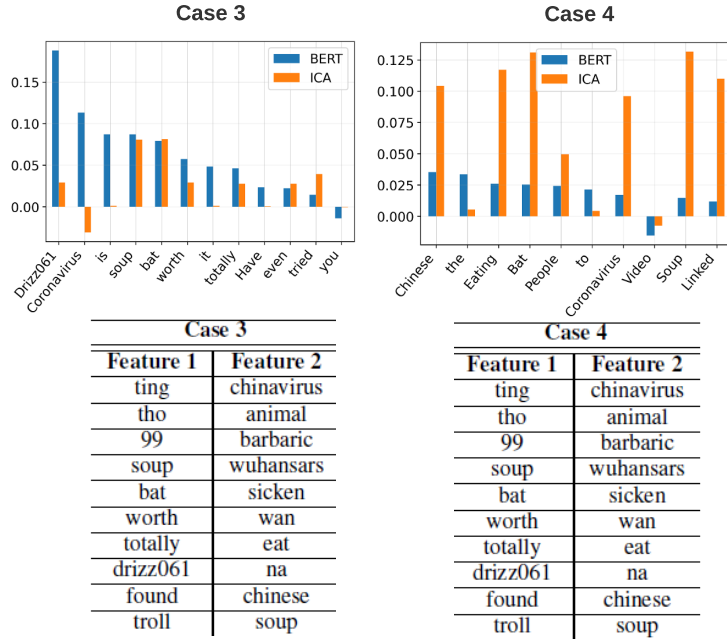 Case 3
BERT
ICA
0.15
0.10
0.05
0.00
Drizz061
Coronavirus
is
soup
bat
worth
it
totally
Have
even
tried
you
Case 4
BERT
ICA
0.125
0.100
0.075
0.050
0.025
0.000
Chinese
the
Eating
Bat
People
to
Coronavirus
Video
Soup
Linked
Case 3
Feature 1 Feature 2
ting chinavirus
tho animal
99 barbaric
soup wuhansars
bat sicken
worth wan
totally eat
drizz061 na
found chinese
troll soup
Case 4
Feature 1 Feature 2
ting chinavirus
tho animal
99 barbaric
soup wuhansars
bat sicken
worth wan
totally eat
drizz061 na
found chinese
troll soup